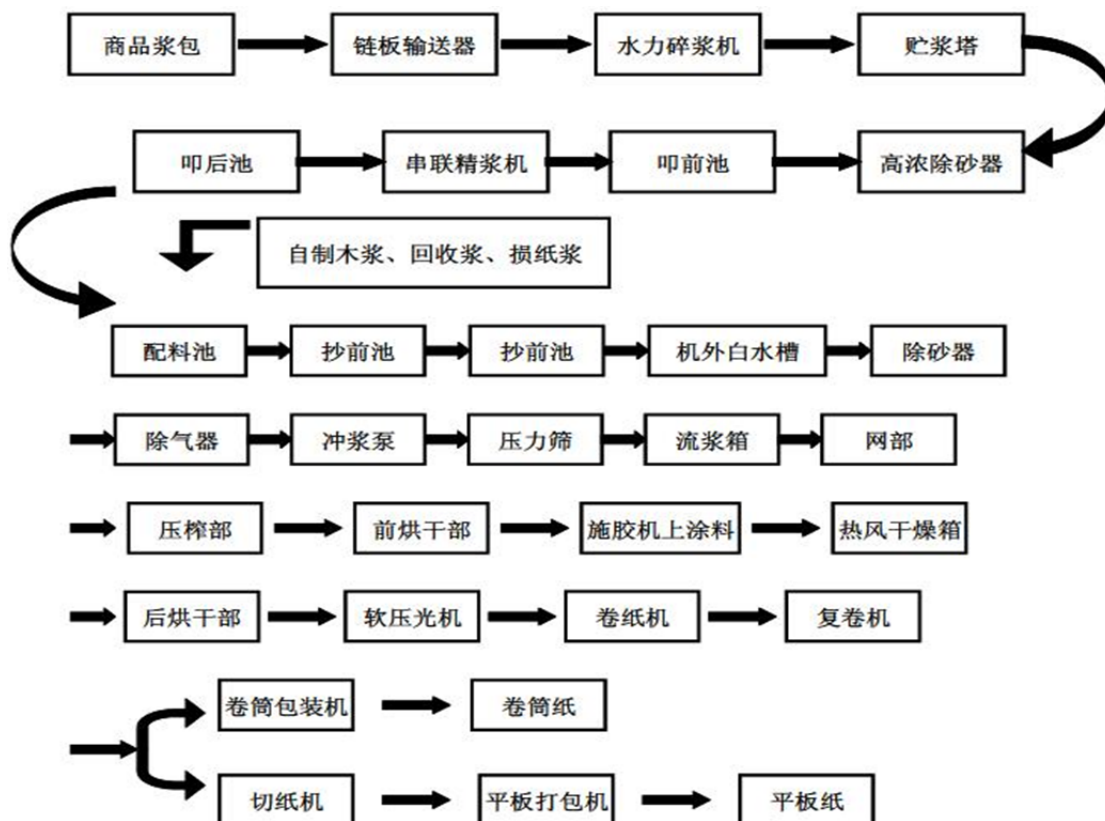 商品浆包
链板输送器
水力碎浆机
贮浆塔
叩后池
串联精浆机
叩前池
高浓除砂器
自制木浆、回收浆、损纸浆
配料池
抄前池
抄前池
机外白水槽
除砂器
除气器
冲浆泵
压力筛
流浆箱
网部
压榨部
前烘干部
施胶机上涂料
热风干燥箱
后烘干部
软压光机
卷纸机
复卷机
卷筒包装机
卷筒纸
切纸机
平板打包机
平板纸